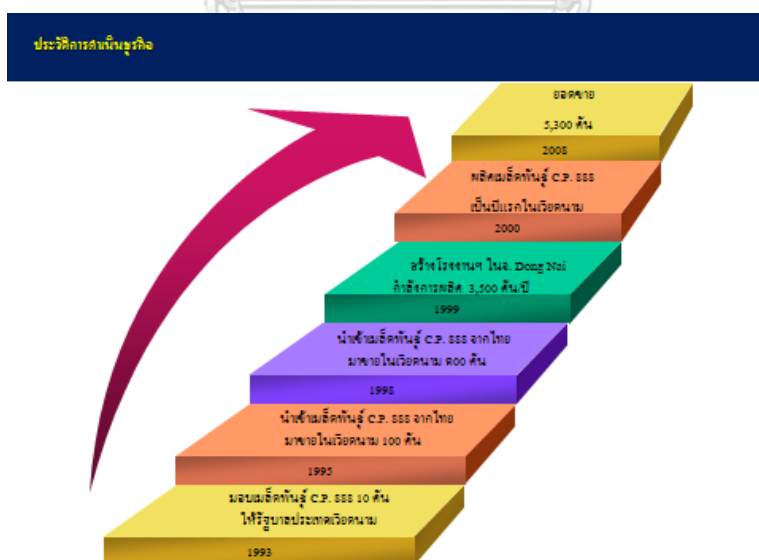 ประวัติการดำเนินธุรกิจ
ยอดขาย
5,300 ตัน
2008
ผลิตเมล็ดพันธุ์ C.P. 888
เป็นปีแรกในเวียดนาม
2000
สร้างโรงงานฯ ในจ. Dong Nai
กำลังการผลิต 3,500 ตัน/ปี
1999
นำเข้าเมล็ดพันธุ์ C.P. 888 จากไทย
มาขายในเวียดนาม ตัน
1998
นำเข้าเมล็ดพันธุ์ C.P. 888 จากไทย
มาขายในเวียดนาม 100 ตัน
1995
มอบเมล็ดพันธุ์ C.P. 888 10 ตัน
ให้รัฐบาลประเทศเวียดนาม
1993